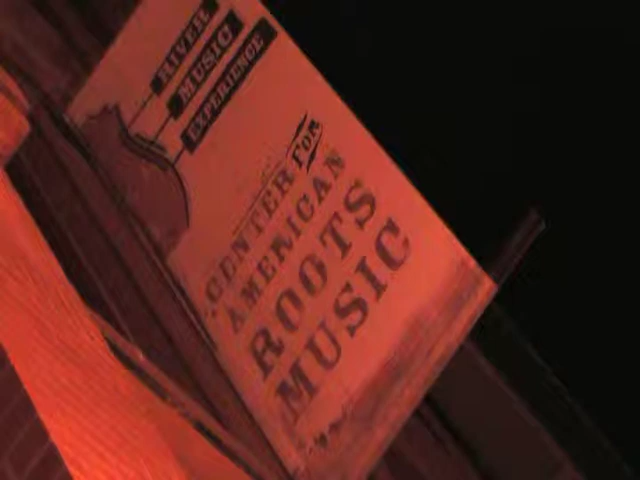 RIVER
MUSIC
EXPERIENCE
CENTER FOR
AMERICAN
ROOTS
MUSIC